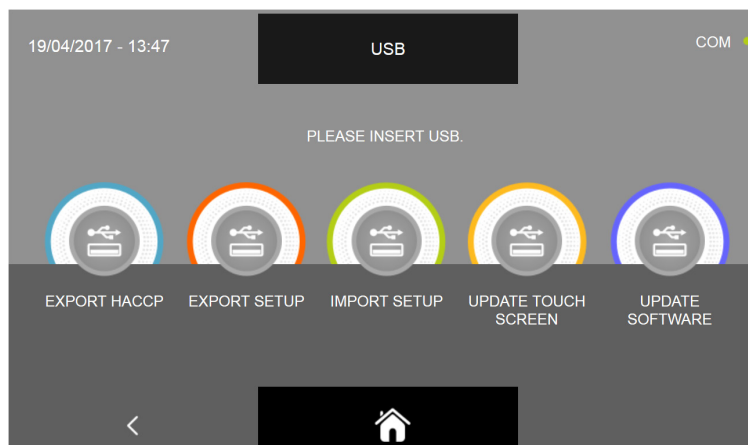 19/04/2017 - 13:47
USB
COM
PLEASE INSERT USB.
EXPORT HACCP
EXPORT SETUP
IMPORT SETUP
UPDATE TOUCH
SCREEN
UPDATE
SOFTWARE